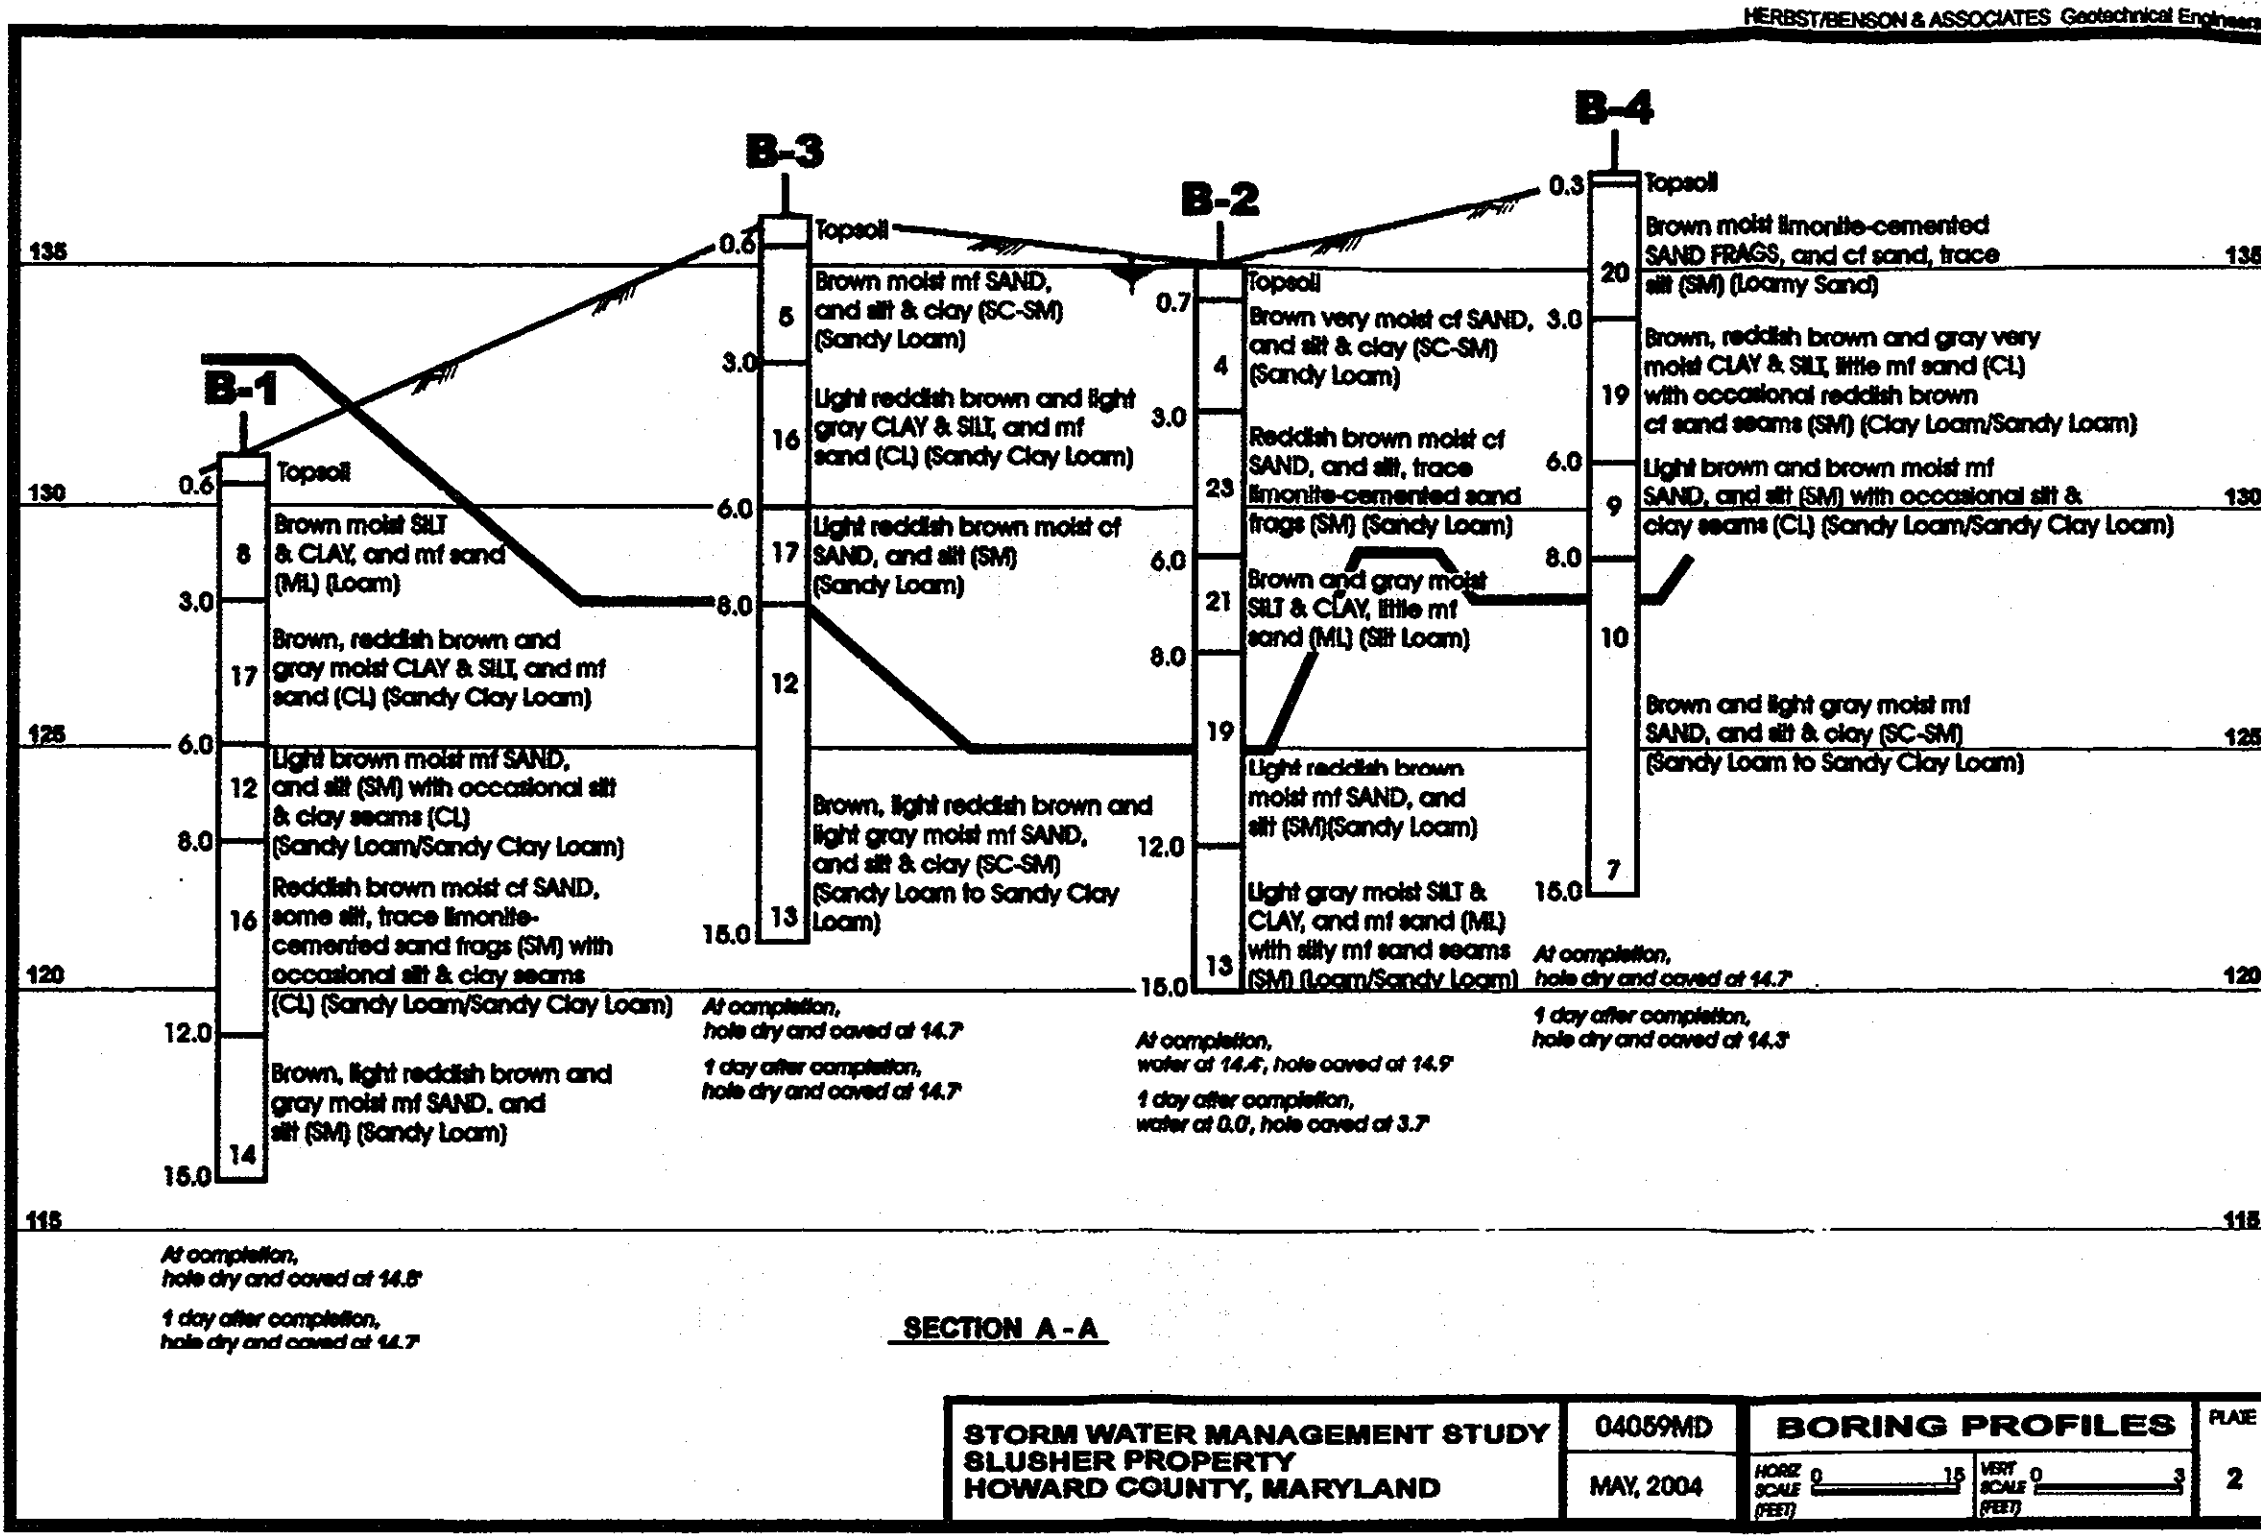 HERBST/BENSON & ASSOCIATES Geotechnical Engineers
B-4
B-3
B-2
B-1
135
135
130
130
125
125
120
120
115
115
0.6
Topsoil
8
Brown moist SILT
& CLAY, and mf sand
(ML) (Loam)
3.0
17
Brown, reddish brown and
gray moist CLAY & SILT, and mf
sand (CL) (Sandy Clay Loam)
6.0
12
Light brown moist mf SAND,
and silt (SM) with occasional silt
& clay seams (CL)
(Sandy Loam/Sandy Clay Loam)
8.0
16
Reddish brown moist cf SAND,
some silt, trace limonite-
cemented sand frags (SM) with
occasional silt & clay seams
(CL) (Sandy Loam/Sandy Clay Loam)
12.0
Brown, light reddish brown and
gray moist mf SAND, and
silt (SM) (Sandy Loam)
14
15.0
At completion,
hole dry and caved at 14.8'
1 day after completion,
hole dry and caved at 14.7'
0.6
Topsoil
5
Brown moist mf SAND,
and silt & clay (SC-SM)
(Sandy Loam)
3.0
16
Light reddish brown and light
gray CLAY & SILT, and mf
sand (CL) (Sandy Clay Loam)
6.0
17
Light reddish brown moist cf
SAND, and silt (SM)
(Sandy Loam)
8.0
12
Brown, light reddish brown and
light gray moist mf SAND,
and silt & clay (SC-SM)
(Sandy Loam to Sandy Clay
Loam)
13
15.0
At completion,
hole dry and caved at 14.7'
1 day after completion,
hole dry and caved at 14.7'
0.7
Topsoil
4
Brown very moist cf SAND,
and silt & clay (SC-SM)
(Sandy Loam)
3.0
23
Reddish brown moist cf
SAND, and silt, trace
limonite-cemented sand
frags (SM) (Sandy Loam)
6.0
21
Brown and gray moist
SILT & CLAY, little mf
sand (ML) (Silt Loam)
8.0
19
Light reddish brown
moist mf SAND, and
silt (SM)(Sandy Loam)
12.0
Light gray moist SILT &
CLAY, and mf sand (ML)
with silty mf sand seams
(SM) (Loam/Sandy Loam)
13
15.0
At completion,
water at 14.4', hole caved at 14.9'
1 day after completion,
water at 0.0', hole caved at 3.7'
0.3
Topsoil
20
Brown moist limonite-cemented
SAND FRAGS, and cf sand, trace
silt (SM) (Loamy Sand)
3.0
19
Brown, reddish brown and gray very
moist CLAY & SILT, little mf sand (CL)
with occasional reddish brown
cf sand seams (SM) (Clay Loam/Sandy Loam)
6.0
9
Light brown and brown moist mf
SAND, and silt (SM) with occasional silt &
clay seams (CL) (Sandy Loam/Sandy Clay Loam)
8.0
10
Brown and light gray moist mf
SAND, and silt & clay (SC-SM)
(Sandy Loam to Sandy Clay Loam)
7
15.0
At completion,
hole dry and caved at 14.7'
1 day after completion,
hole dry and caved at 14.3'
SECTION A - A
STORM WATER MANAGEMENT STUDY
SLUSHER PROPERTY
HOWARD COUNTY, MARYLAND
04059MD
MAY, 2004
BORING PROFILES
HORIZ SCALE (FEET) 0 15
VERT SCALE (FEET) 0 3
PLATE
2